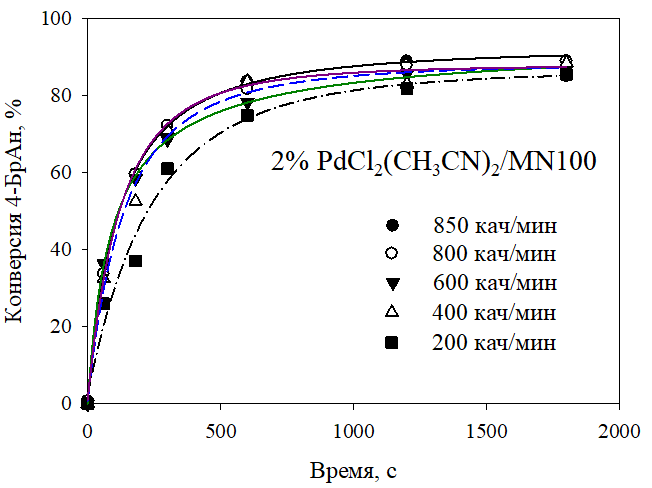 100
80
60
40
20
0
Конверсия 4-БрАн, %
2% PdCl2(CH3CN)2/MN100
850 кач/мин
800 кач/мин
600 кач/мин
400 кач/мин
200 кач/мин
0 500 1000 1500 2000
Время, с